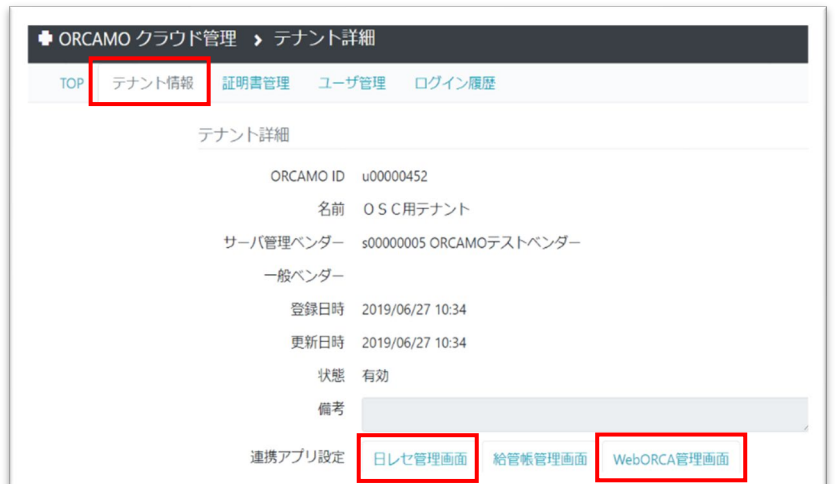 ORCAMO クラウド管理 > テナント詳細
TOP テナント情報 証明書管理 ユーザ管理 ログイン履歴
テナント詳細
ORCAMO ID u00000452
名前 ＯＳＣ用テナント
サーバ管理ベンダー s00000005 ORCAMOテストベンダー
一般ベンダー
登録日時 2019/06/27 10:34
更新日時 2019/06/27 10:34
状態 有効
備考
連携アプリ設定 日レセ管理画面 給管帳管理画面 WebORCA管理画面